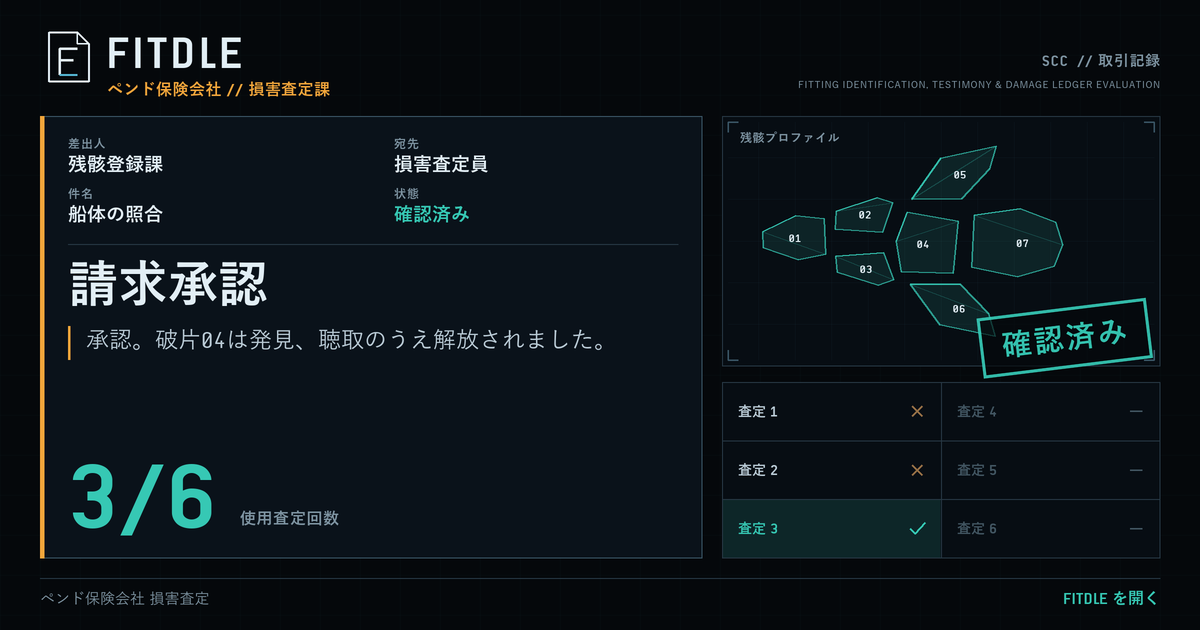 FITDLE
ペンド保険会社 // 損害査定課
SCC // 取引記録
FITTING IDENTIFICATION, TESTIMONY & DAMAGE LEDGER EVALUATION
差出人
残骸登録課
宛先
損害査定員
件名
船体の照合
状態
確認済み
請求承認
承認。破片04は発見、聴取のうえ解放されました。
3/6
使用査定回数
残骸プロファイル
01
02
03
04
05
06
07
確認済み
査定 1
査定 4
査定 2
査定 5
査定 3
査定 6
ペンド保険会社 損害査定
FITDLE を開く